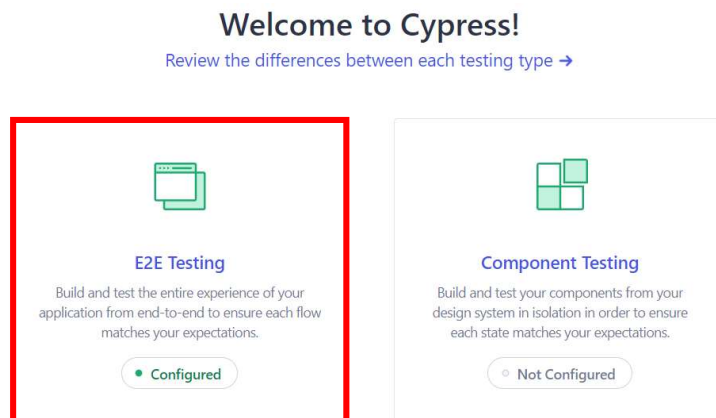 Welcome to Cypress!
Review the differences between each testing type →
E2E Testing
Build and test the entire experience of your
application from end-to-end to ensure each flow
matches your expectations.
Configured
Component Testing
Build and test your components from your
design system in isolation in order to ensure
each state matches your expectations.
Not Configured